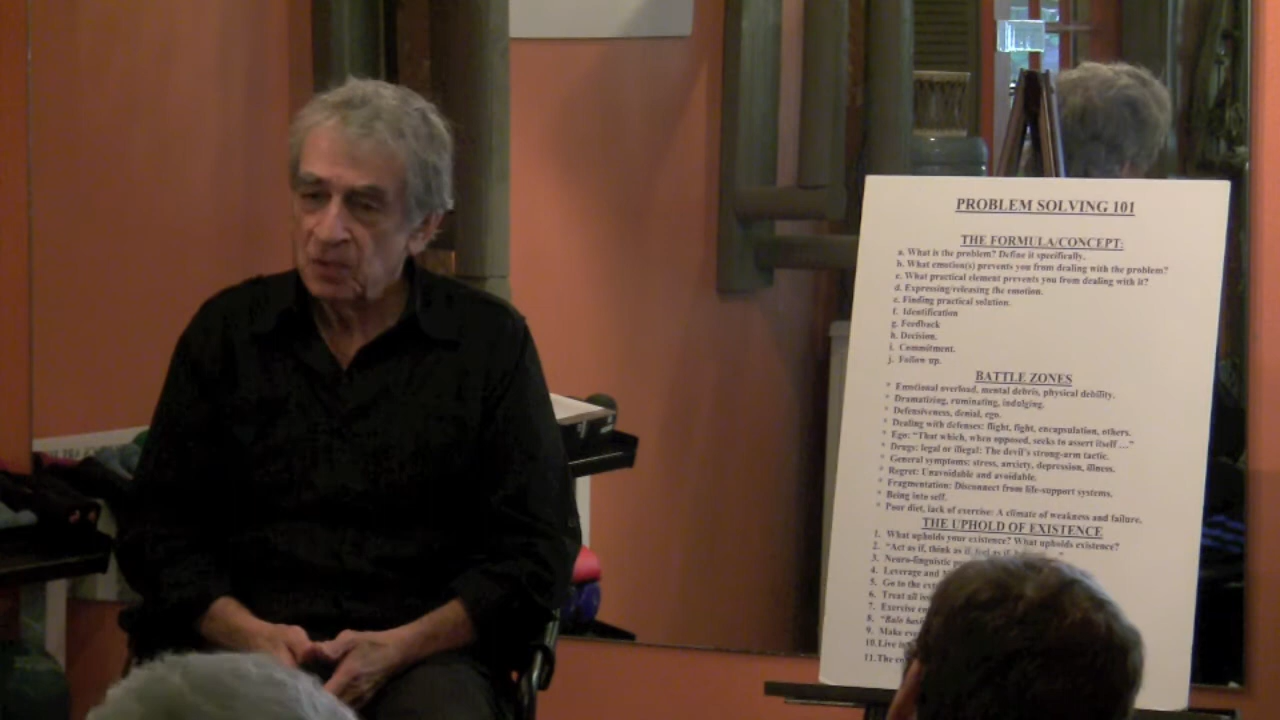 PROBLEM SOLVING 101
THE FORMULA/CONCEPT:
a. What is the problem? Define it specifically.
b. What emotion(s) prevents you from dealing with the problem?
c. What practical element prevents you from dealing with it?
d. Expressing/releasing the emotion.
e. Finding practical solution.
f. Identification
g. Feedback
h. Decision.
i. Commitment.
j. Follow up.
BATTLE ZONES
* Emotional overload, mental debris, physical debility.
* Dramatizing, ruminating, indulging.
* Defensiveness, denial, ego.
* Dealing with defenses: flight, fight, encapsulation, others.
* Ego: "That which, when opposed, seeks to assert itself ..."
* Drugs: legal or illegal: The devil's strong-arm tactic.
* General symptoms: stress, anxiety, depression, illness.
* Regret: Unavoidable and avoidable.
* Fragmentation: Disconnect from life-support systems.
* Being into self.
* Poor diet, lack of exercise: A climate of weakness and failure.
THE UPHOLD OF EXISTENCE
1. What upholds your existence? What upholds existence?
2. "Act as if, think as if, feel as if,
3. Neuro-linguistic
4. Leverage and
5. Go to the
6. Treat all
7. Exercise
8.
9. Make
10. Live
11. The